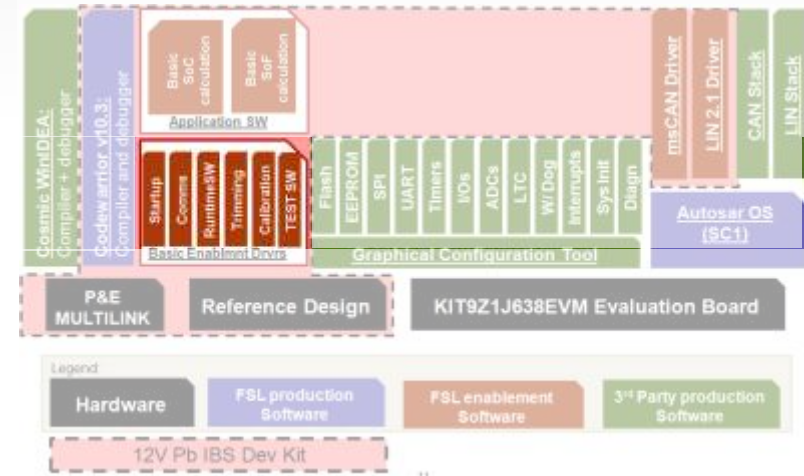 Cosmic WinIDEA:
Compiler + debugger
Codewarrior v10.3:
Compiler and debugger
Basic
SoC
calculation
Basic
SoF
calculation
Application SW
msCAN Driver
LIN 2.1 Driver
CAN Stack
LIN Stack
Startup
Comms
RuntimeSW
Trimming
Calibration
TEST SW
Basic Enablmnt Drvrs
Flash
EEPROM
SPI
UART
Timers
I/Os
ADCs
LTC
W/Dog
Interrupts
Sys Init
Diagn
Graphical Configuration Tool
Autosar OS
(SC1)
P&E
MULTILINK
Reference Design
KIT9Z1J638EVM Evaluation Board
Legend
Hardware
FSL production
Software
FSL enablement
Software
3rd Party production
Software
12V Pb IBS Dev Kit